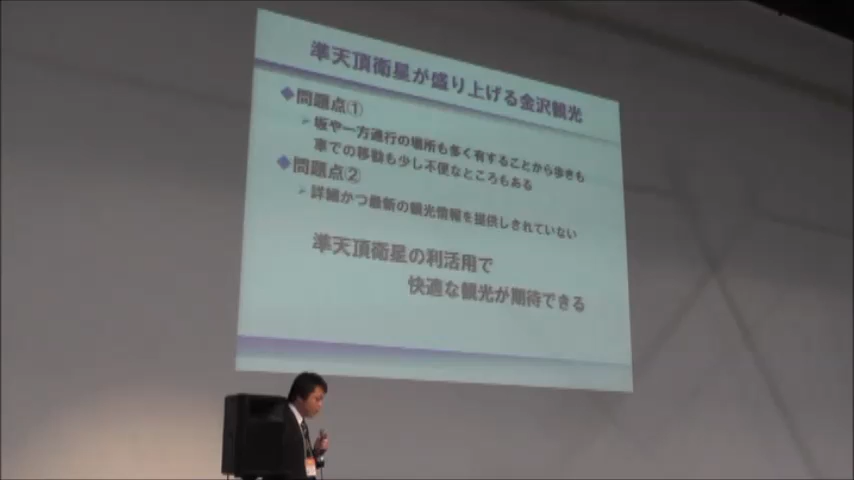 準天頂衛星が盛り上げる金沢観光
◆問題点①
➢坂や一方通行の場所も多く有することから歩きも
車での移動も少し不便なところもある
◆問題点②
➢詳細かつ最新の観光情報を提供しきれていない
準天頂衛星の利活用で
快適な観光が期待できる